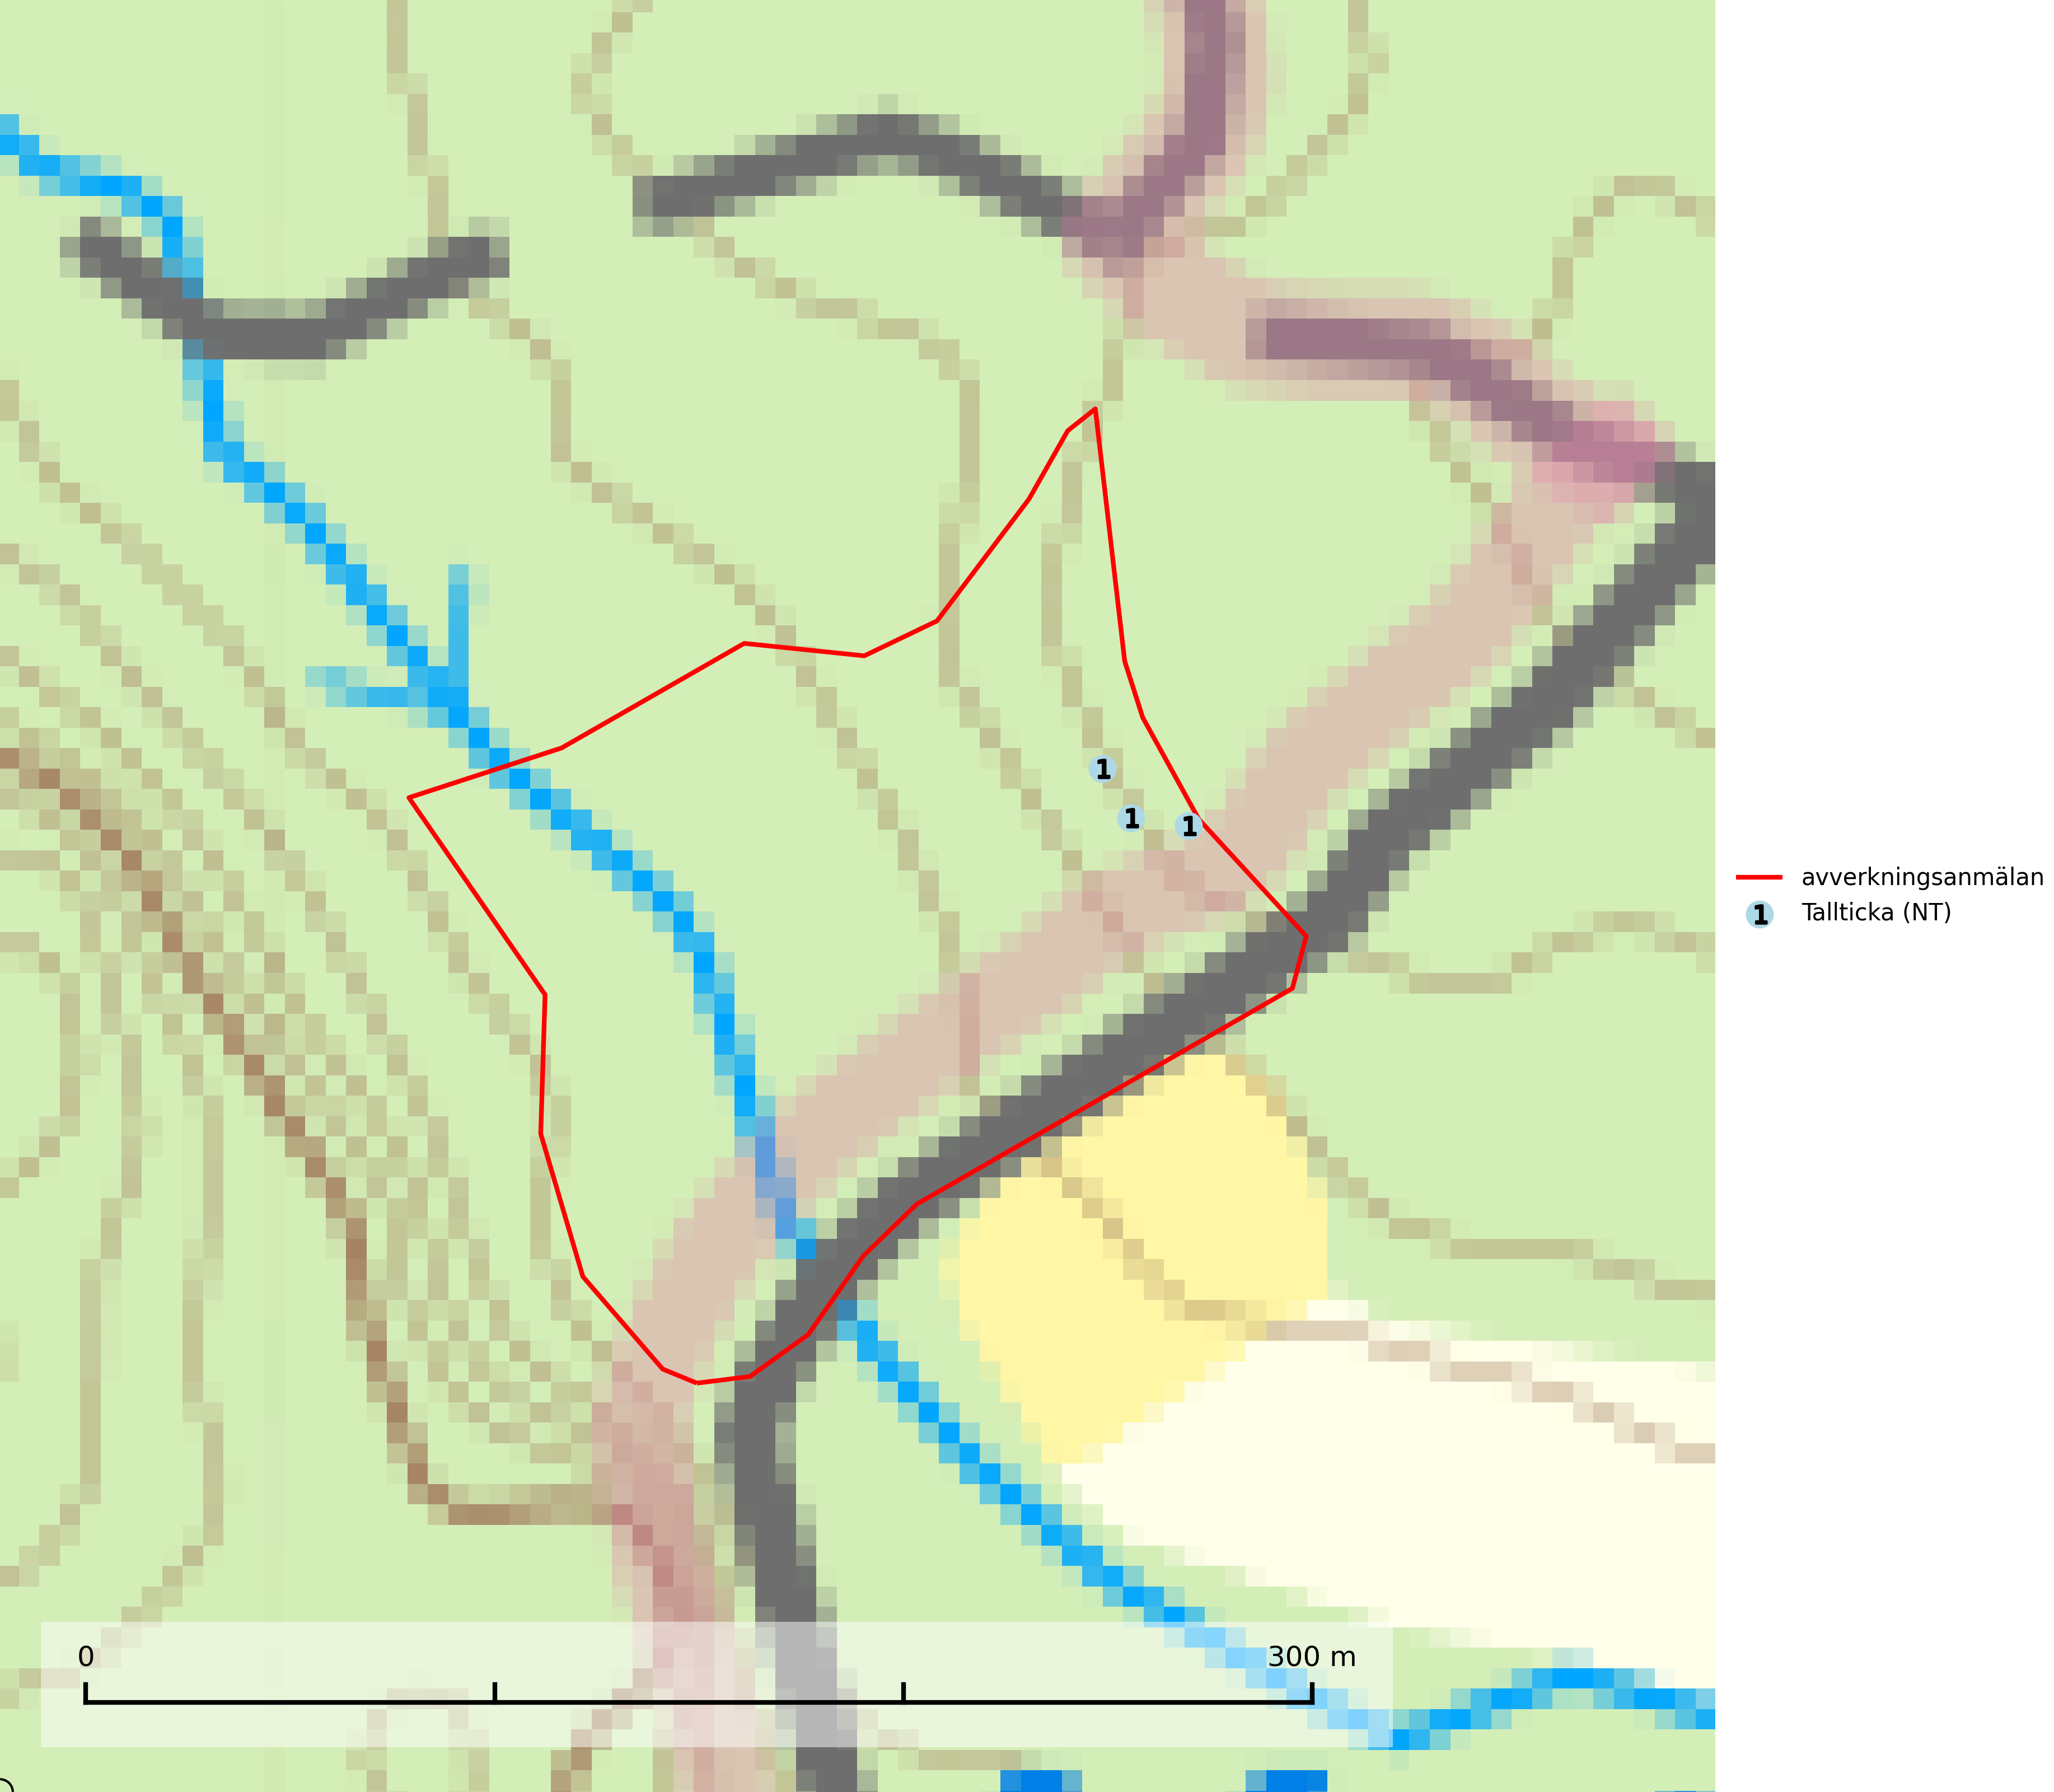 1
1
1
avverkningsanmälan
1 Tallticka (NT)
0 300 m